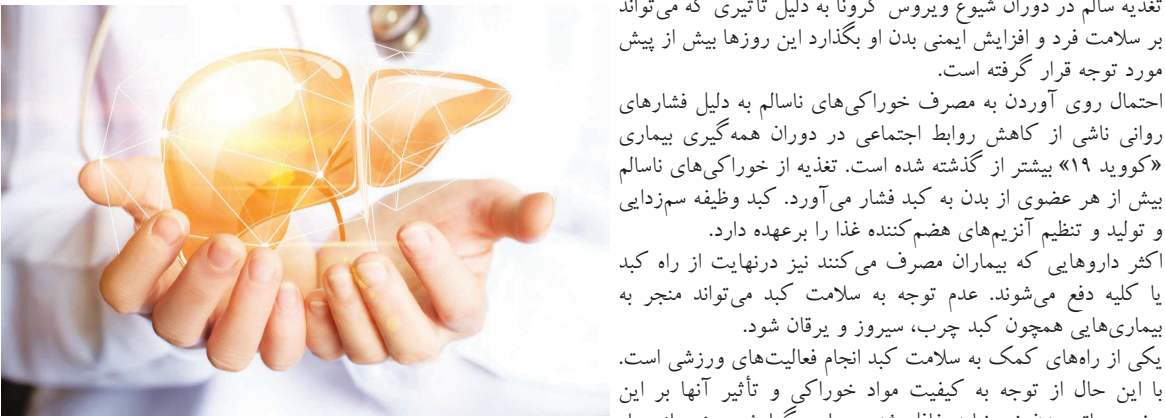 تغذیه سالم در دوران شیوع ویروس کرونا به دلیل تأثیری که می‌تواند
بر سلامت فرد و افزایش ایمنی بدن او بگذارد این روزها بیش از پیش
مورد توجه قرار گرفته است.
احتمال روی آوردن به مصرف خوراکی‌های ناسالم به دلیل فشارهای
روانی ناشی از کاهش روابط اجتماعی در دوران همه‌گیری بیماری
«کووید ۱۹» بیشتر از گذشته شده است. تغذیه از خوراکی‌های ناسالم
بیش از هر عضوی از بدن به کبد فشار می‌آورد. کبد وظیفه سم‌زدایی
و تولید و تنظیم آنزیم‌های هضم‌کننده غذا را برعهده دارد.
اکثر داروهایی که بیماران مصرف می‌کنند نیز درنهایت از راه کبد
یا کلیه دفع می‌شوند. عدم توجه به سلامت کبد می‌تواند منجر به
بیماری‌هایی همچون کبد چرب، سیروز و یرقان شود.
یکی از راه‌های کمک به سلامت کبد انجام فعالیت‌های ورزشی است.
با این حال از توجه به کیفیت مواد خوراکی و تأثیر آنها بر این